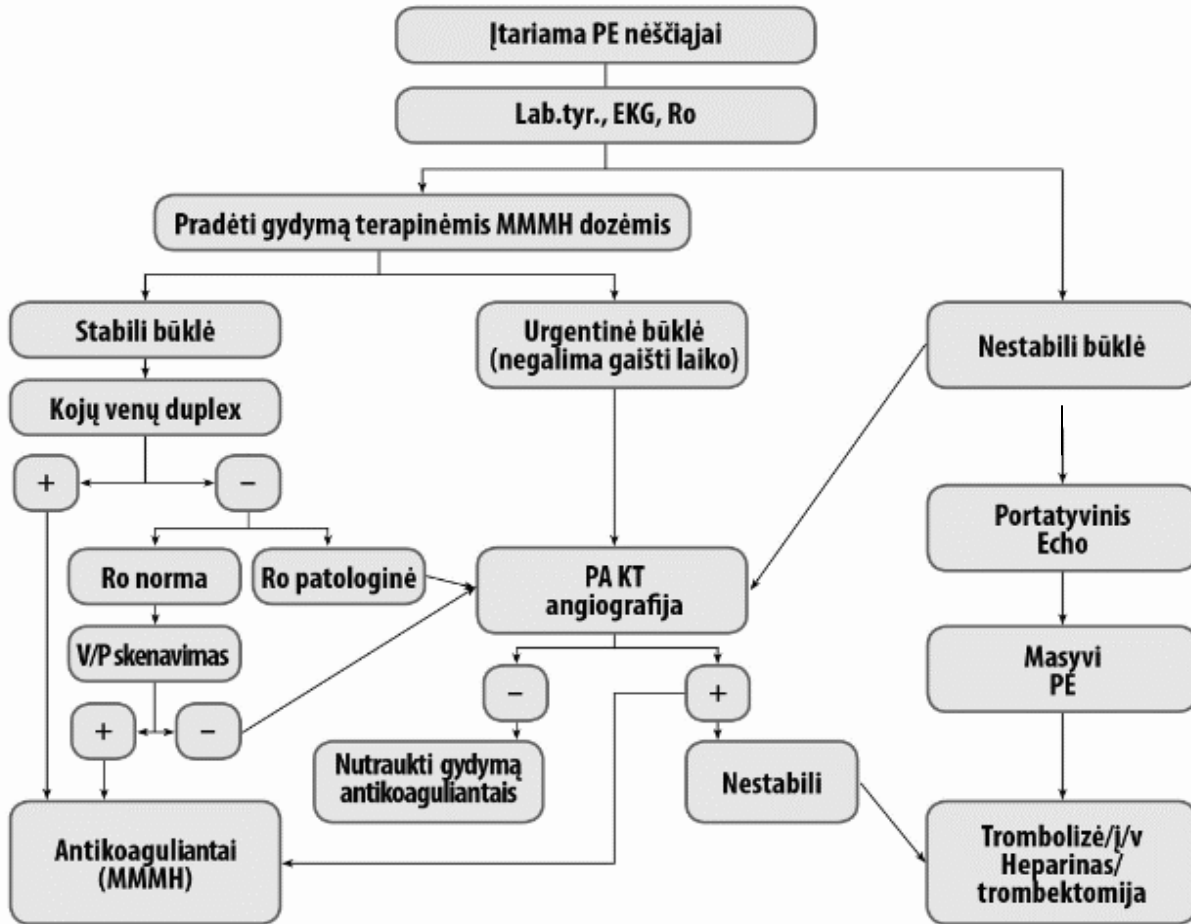 Įtariama PE nėščiąjai
Lab.tyr., EKG, Ro
Pradėti gydymą terapinėmis MMMH dozėmis
Stabili būklė
Urgentinė būklė
(negalima gaišti laiko)
Nestabili būklė
Kojų venų duplex
+
–
Portatyvinis
Echo
Ro norma
Ro patologinė
PA KT
angiografija
V/P skenavimas
Masyvi
PE
–
+
+
–
Nutraukti gydymą
antikoaguliantais
Nestabili
Antikoaguliantai
(MMMH)
Trombolizė/į/v
Heparinas/
trombektomija